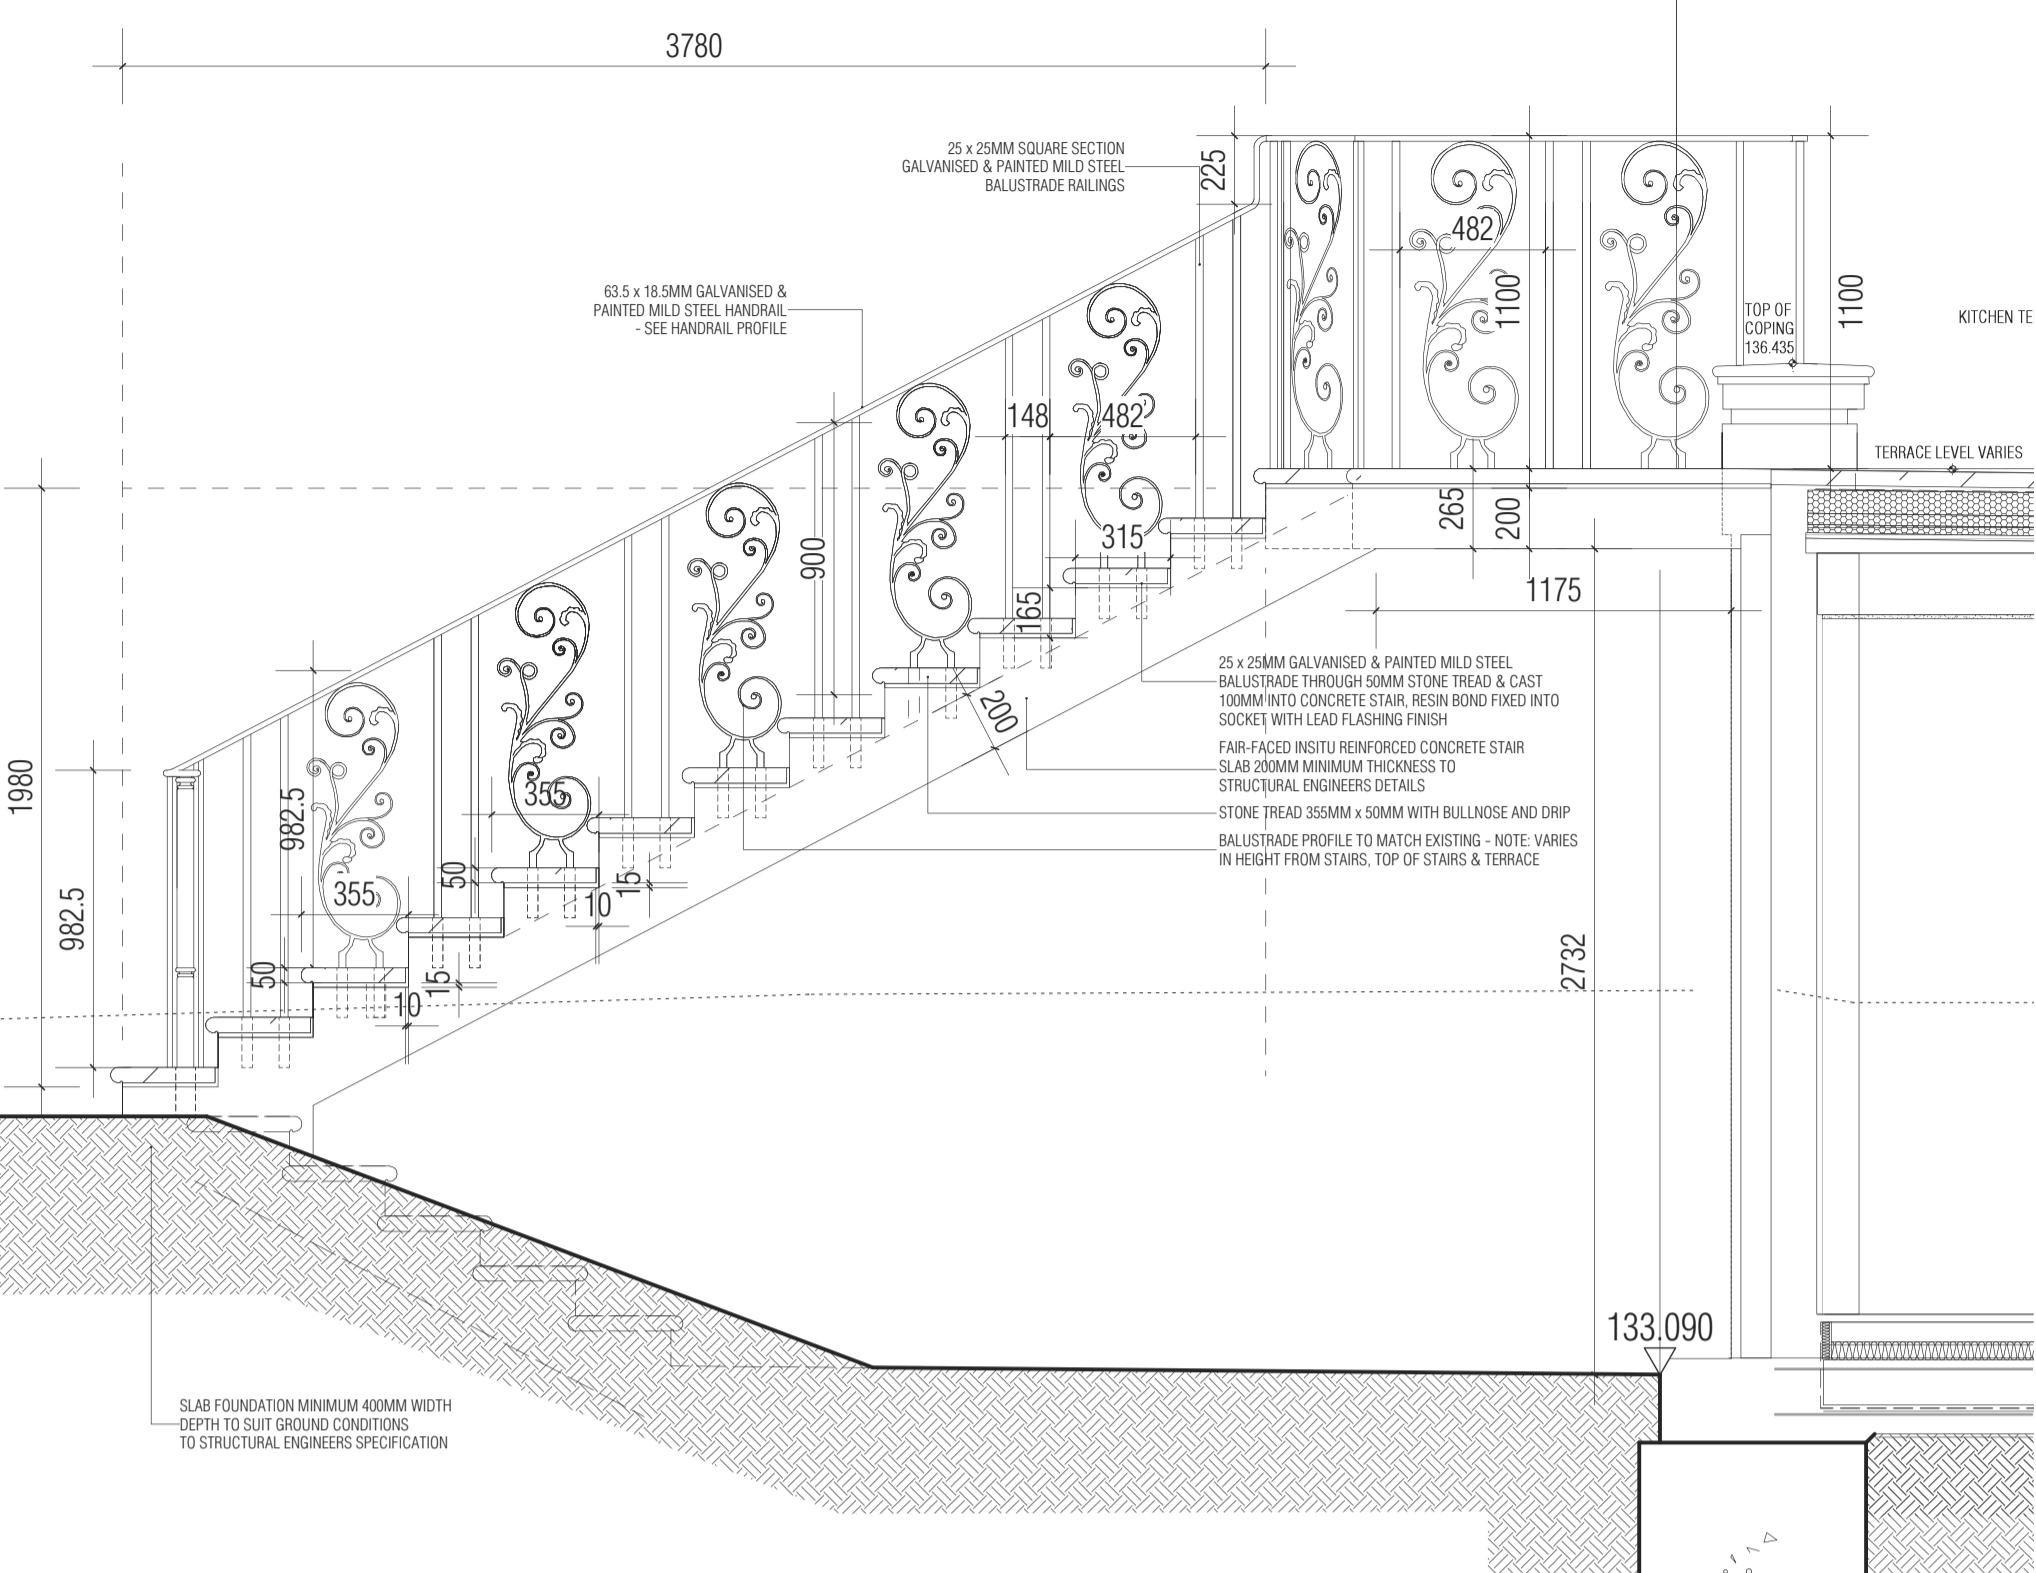 3780
25 x 25MM SQUARE SECTION
GALVANISED & PAINTED MILD STEEL
BALUSTRADE RAILINGS
225
482
1100
1100
TOP OF
COPING
136.435
KITCHEN TE
63.5 x 18.5MM GALVANISED &
PAINTED MILD STEEL HANDRAIL
- SEE HANDRAIL PROFILE
148
482
TERRACE LEVEL VARIES
265
200
315
900
165
1175
200
25 x 25MM GALVANISED & PAINTED MILD STEEL
BALUSTRADE THROUGH 50MM STONE TREAD & CAST
100MM INTO CONCRETE STAIR, RESIN BOND FIXED INTO
SOCKET WITH LEAD FLASHING FINISH
FAIR-FACED INSITU REINFORCED CONCRETE STAIR
SLAB 200MM MINIMUM THICKNESS TO
STRUCTURAL ENGINEERS DETAILS
STONE TREAD 355MM x 50MM WITH BULLNOSE AND DRIP
BALUSTRADE PROFILE TO MATCH EXISTING - NOTE: VARIES
IN HEIGHT FROM STAIRS, TOP OF STAIRS & TERRACE
1980
982.5
982.5
355
355
50
15
10
50
15
10
2732
133.090
SLAB FOUNDATION MINIMUM 400MM WIDTH
DEPTH TO SUIT GROUND CONDITIONS
TO STRUCTURAL ENGINEERS SPECIFICATION